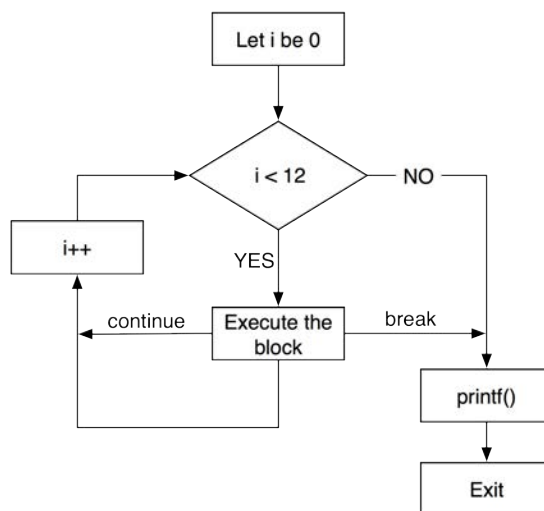 Let i be 0
i < 12
NO
i++
YES
continue
Execute the
block
break
printf()
Exit